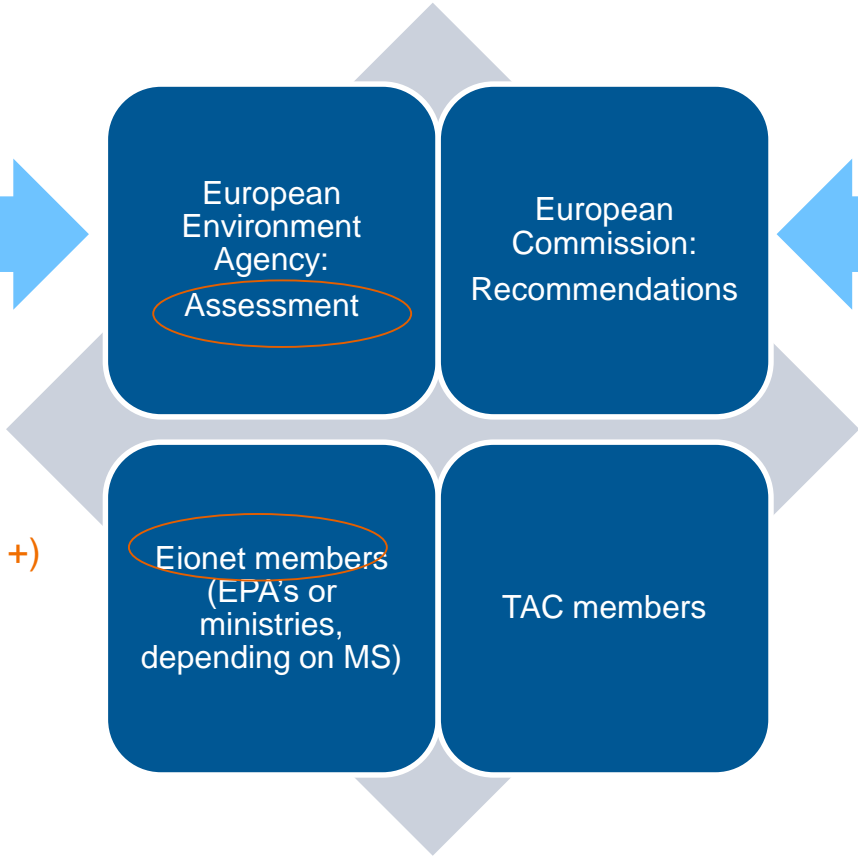 European
Environment
Agency:
Assessment
European
Commission:
Recommendations
+)
Eionet members
(EPA's or
ministries,
depending on MS)
TAC members